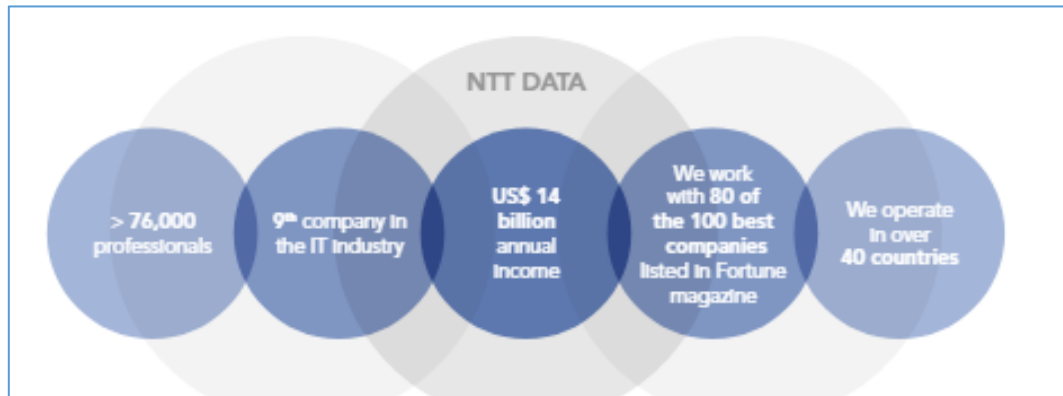 NTT DATA
> 76,000
professionals
9th company in
the IT industry
US$ 14
billion
annual
income
We work
with 80 of
the 100 best
companies
listed in Fortune
magazine
We operate
in over
40 countries